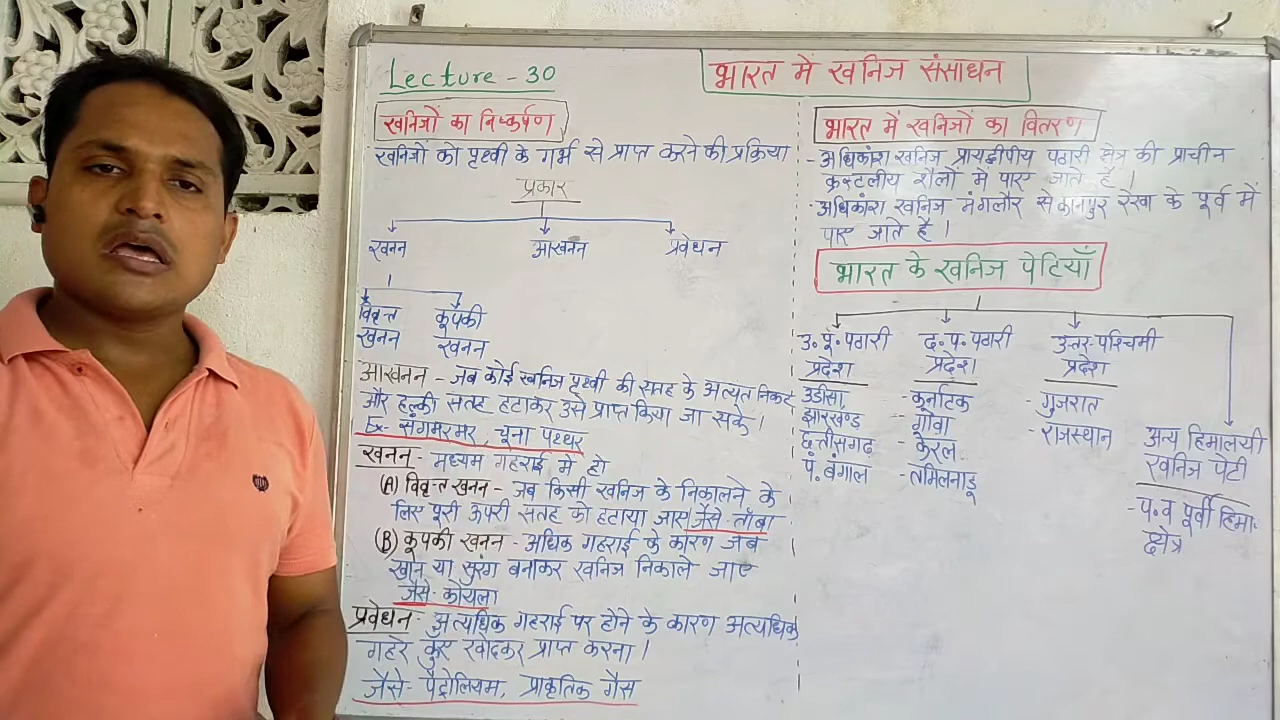 Lecture - 30
भारत में खनिज संसाधन
खनिजों का निष्कर्षण
खनिजों को पृथ्वी के गर्भ से प्राप्त करने की प्रक्रिया
प्रकार
खनन आखनन प्रवेधन
विवृत्त खनन
कूपकी खनन
आखनन - जब कोई खनिज पृथ्वी की सतह के अत्यंत निकट
और हल्की सतह हटाकर उसे प्राप्त किया जा सके।
Ex - संगमरमर, चूना पत्थर
खनन - मध्यम गहराई में हो
(A) विवृत्त खनन - जब किसी खनिज के निकालने के
लिए पूरी ऊपरी सतह को हटाया जाए जैसे - ताँबा
(B) कूपकी खनन - अधिक गहराई के कारण जब
खान या सुरंग बनाकर खनिज निकाले जाए
जैसे - कोयला
प्रवेधन - अत्यधिक गहराई पर होने के कारण अत्यधिक
गहरे कुँए खोदकर प्राप्त करना।
जैसे - पेट्रोलियम, प्राकृतिक गैस
भारत में खनिजों का वितरण
- अधिकांश खनिज प्रायद्वीपीय पठारी क्षेत्र की प्राचीन
क्रस्टलीय शैलों में पाए जाते हैं।
- अधिकांश खनिज मंगलौर से कानपुर रेखा के पूर्व में
पाए जाते हैं।
भारत के खनिज पेटियाँ
उ. पू. पठारी
प्रदेश
उडीसा
झारखण्ड
छत्तीसगढ़
पं. बंगाल
द. प. पठारी
प्रदेश
- कर्नाटक
- गोवा
- केरल
- तमिलनाडू
उत्तर-पश्चिमी
प्रदेश
- गुजरात
- राजस्थान
अन्य हिमालयी
खनिज पेटी
- प. व पूर्वी हिमा.
क्षेत्र